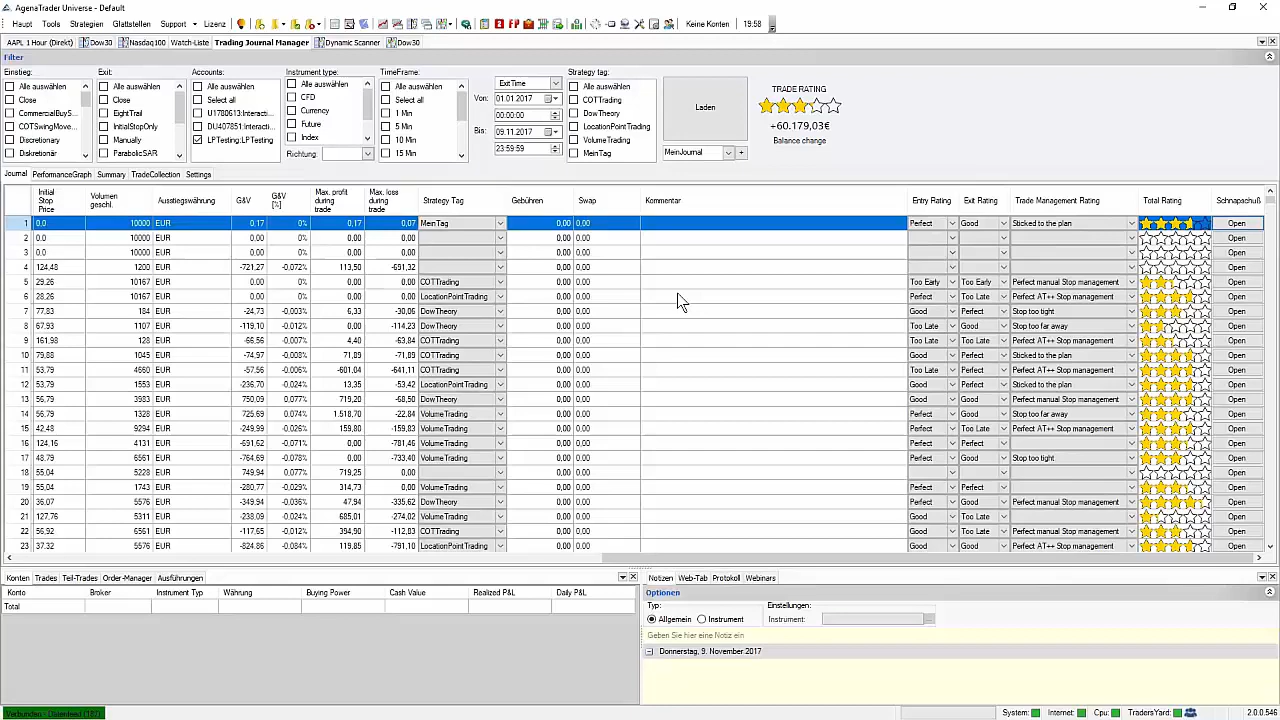 AgenaTrader Universe - Default
Haupt Tools Strategien Glattstellen Support Lizenz Keine Konten 19:58
AAPL 1 Hour (Direkt) Dow30 Nasdaq100 Watch-Liste Trading Journal Manager Dynamic Scanner Dow30
Filter
Einstieg: Exit: Accounts: Instrument type: TimeFrame: Strategy tag:
Alle auswählen Alle auswählen Alle auswählen Alle auswählen Alle auswählen ExitTime Alle auswählen TRADE RATING
Close Close Select all CFD Select all Von: 01.01.2017 COTTrading Laden
CommercialBuyS... EightTrail U1780613:Interacti... Currency 1 Min 00:00:00 DowTheory +60.179,03€
COTSwingMove... InitialStopOnly DU407851:Interacti... Future 5 Min Bis: 09.11.2017 LocationPointTrading Balance change
Discretionary Manually LPTesting:LPTesting Index 10 Min 23:59:59 VolumeTrading
Diskretionär ParabolicSAR Richtung: 15 Min MeinTag MeinJournal +
Journal PerformanceGraph Summary TradeCollection Settings
Initial Stop Price Volumen geschl. Ausstiegswährung G&V G&V [%] Max. profit during trade Max. loss during trade Strategy Tag Gebühren Swap Kommentar Entry Rating Exit Rating Trade Management Rating Total Rating Schnapschuß
1 0,0 10000 EUR 0,17 0% 0,17 0,07 MeinTag 0,00 0,00 Perfect Good Sticked to the plan Open
2 0,0 10000 EUR 0,00 0% 0,00 0,00 0,00 0,00 Open
3 0,0 10000 EUR 0,00 0% 0,00 0,00 0,00 0,00 Open
4 124,48 1200 EUR -721,27 -0,072% 113,50 -691,32 0,00 0,00 Open
5 29,26 10167 EUR 0,00 0% 0,00 0,00 COTTrading 0,00 0,00 Too Early Too Early Perfect manual Stop management Open
6 28,26 10167 EUR 0,00 0% 0,00 0,00 LocationPointTrading 0,00 0,00 Perfect Too Late Perfect AT++ Stop management Open
7 77,83 184 EUR -24,73 -0,003% 6,33 -30,06 DowTheory 0,00 0,00 Good Perfect Stop too tight Open
8 67,93 1107 EUR -119,10 -0,012% 0,00 -114,23 DowTheory 0,00 0,00 Too Late Good Stop too far away Open
9 161,98 128 EUR -66,56 -0,007% 4,40 -63,84 COTTrading 0,00 0,00 Too Late Too Late Perfect AT++ Stop management Open
10 79,88 1045 EUR -74,97 -0,008% 71,89 -71,89 COTTrading 0,00 0,00 Good Perfect Sticked to the plan Open
11 53,79 4660 EUR -57,56 -0,006% -601,04 -641,11 COTTrading 0,00 0,00 Too Late Perfect Perfect AT++ Stop management Open
12 53,79 1553 EUR -236,70 -0,024% 13,35 -53,42 LocationPointTrading 0,00 0,00 Good Perfect Sticked to the plan Open
13 56,79 3983 EUR 750,09 0,077% 719,20 -68,50 DowTheory 0,00 0,00 Good Good Perfect manual Stop management Open
14 56,79 1328 EUR 725,69 0,074% 1.518,70 -22,84 VolumeTrading 0,00 0,00 Perfect Good Stop too far away Open
15 42,48 9294 EUR -249,99 -0,026% 159,80 -159,83 VolumeTrading 0,00 0,00 Perfect Too Late Perfect AT++ Stop management Open
16 124,16 4131 EUR -691,62 -0,071% 0,00 -781,46 VolumeTrading 0,00 0,00 Perfect Perfect Open
17 48,79 6561 EUR -764,69 -0,078% 0,00 -733,40 VolumeTrading 0,00 0,00 Perfect Good Stop too tight Open
18 55,04 5228 EUR 749,94 0,077% 719,25 0,00 0,00 0,00 Open
19 55,04 1743 EUR -280,77 -0,029% 314,73 0,00 VolumeTrading 0,00 0,00 Perfect Perfect Open
20 36,07 5576 EUR -349,94 -0,036% 47,94 -335,62 DowTheory 0,00 0,00 Perfect Good Perfect manual Stop management Open
21 127,76 5311 EUR -238,09 -0,024% 685,01 -274,02 VolumeTrading 0,00 0,00 Good Too Late Open
22 56,92 6561 EUR -117,65 -0,012% 394,90 -112,83 COTTrading 0,00 0,00 Good Good Perfect manual Stop management Open
23 37,32 5576 EUR -824,86 -0,084% 119,85 -791,10 LocationPointTrading 0,00 0,00 Good Good Perfect AT++ Stop management Open
Konten Trades Teil-Trades Order-Manager Ausführungen Notizen Web-Tab Protokoll Webinars
Konto Broker Instrument Typ Währung Buying Power Cash Value Realized P&L Daily P&L Optionen
Total Typ: Einstellungen:
Allgemein Instrument Instrument:
Geben Sie hier eine Notiz ein
Donnerstag, 9. November 2017
Verbunden - Datenfeed (187) System: Internet: Cpu: TradersYard: 2.0.0.546